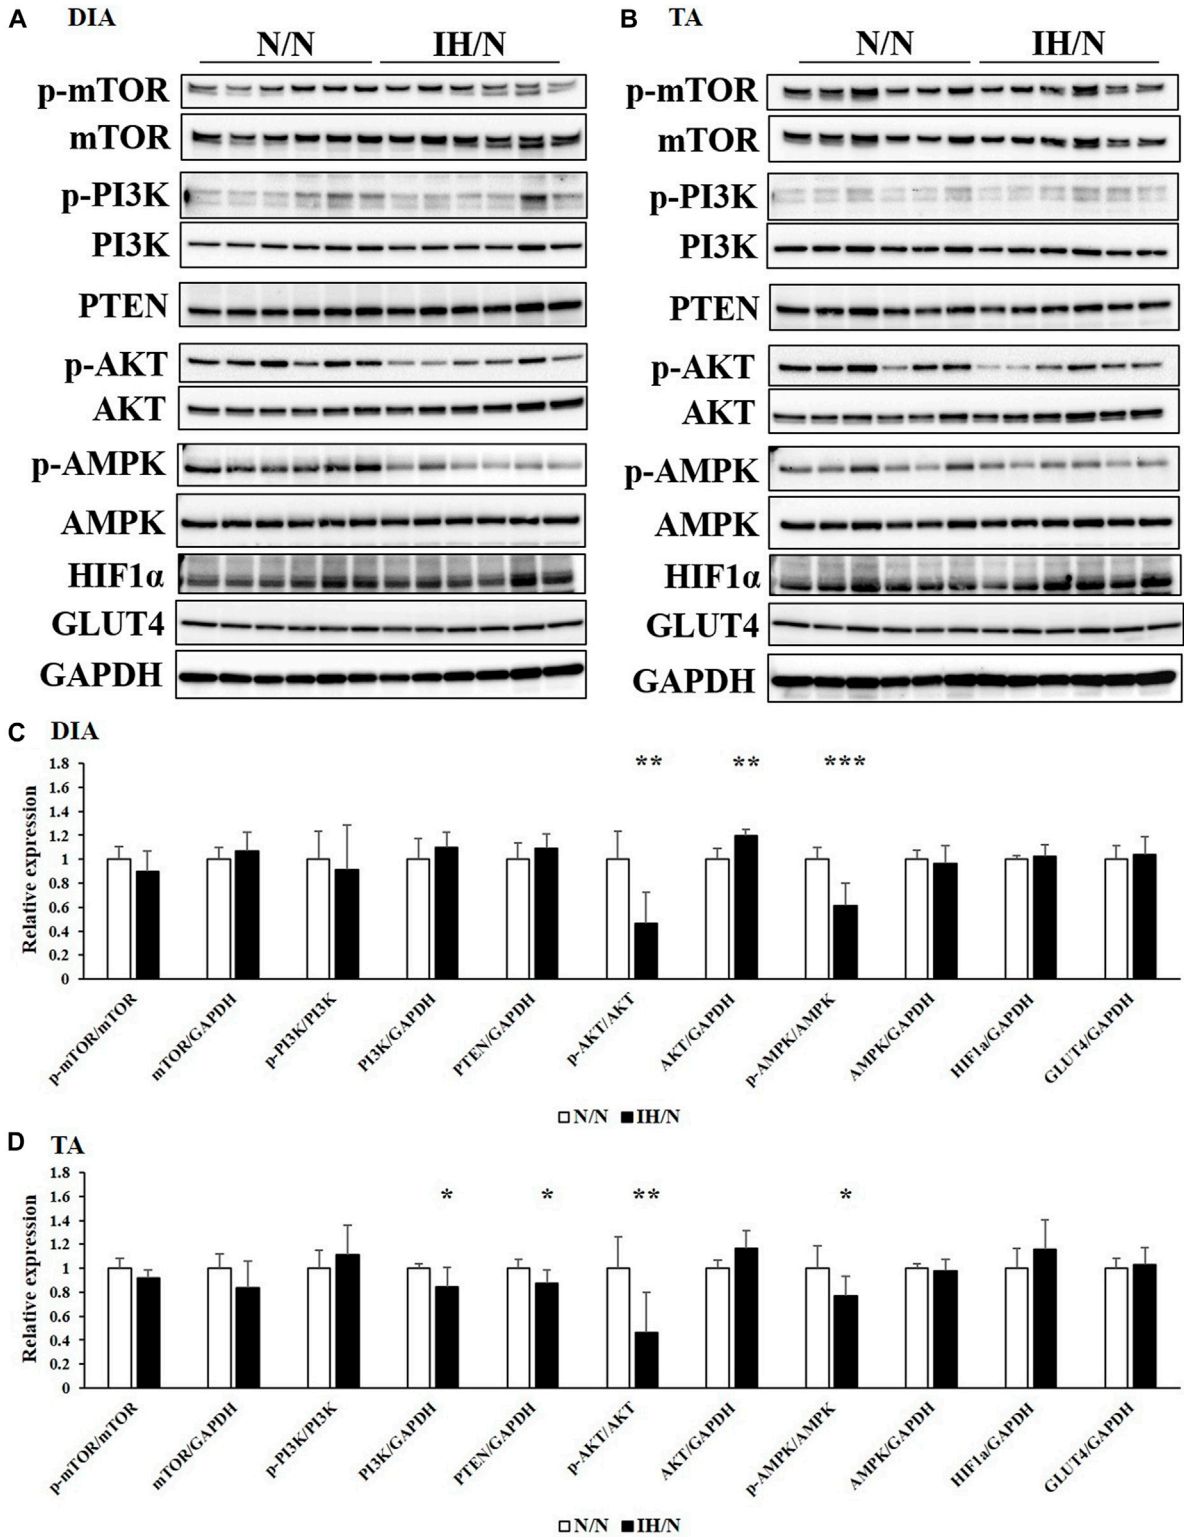 A DIA
N/N IH/N
p-mTOR
mTOR
p-PI3K
PI3K
PTEN
p-AKT
AKT
p-AMPK
AMPK
HIF1α
GLUT4
GAPDH
B TA
N/N IH/N
p-mTOR
mTOR
p-PI3K
PI3K
PTEN
p-AKT
AKT
p-AMPK
AMPK
HIF1α
GLUT4
GAPDH
C DIA
Relative expression
1.8
1.6
1.4
1.2
1
0.8
0.6
0.4
0.2
0
** ** ***
p-mTOR/mTOR
mTOR/GAPDH
p-PI3K/PI3K
PI3K/GAPDH
PTEN/GAPDH
p-AKT/AKT
AKT/GAPDH
p-AMPK/AMPK
AMPK/GAPDH
HIF1a/GAPDH
GLUT4/GAPDH
N/N IH/N
D TA
Relative expression
1.8
1.6
1.4
1.2
1
0.8
0.6
0.4
0.2
0
* * ** *
p-mTOR/mTOR
mTOR/GAPDH
p-PI3K/PI3K
PI3K/GAPDH
PTEN/GAPDH
p-AKT/AKT
AKT/GAPDH
p-AMPK/AMPK
AMPK/GAPDH
HIF1a/GAPDH
GLUT4/GAPDH
N/N IH/N